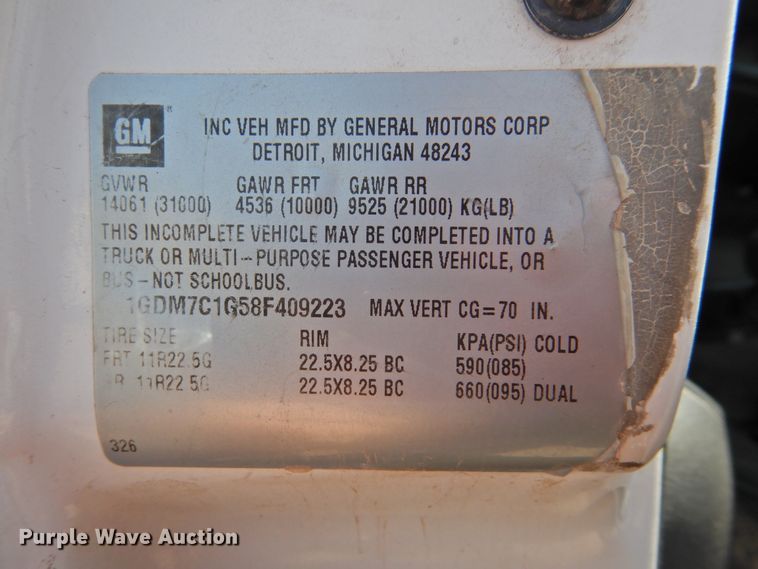 GM ®
INC VEH MFD BY GENERAL MOTORS CORP
DETROIT, MICHIGAN 48243
GVWR GAWR FRT GAWR RR
14061 (31000) 4536 (10000) 9525 (21000) KG(LB)
THIS INCOMPLETE VEHICLE MAY BE COMPLETED INTO A
TRUCK OR MULTI-PURPOSE PASSENGER VEHICLE, OR
BUS-NOT SCHOOLBUS.
1GDM7C1G58F409223 MAX VERT CG=70 IN.
TIRE SIZE RIM KPA(PSI) COLD
FRT 11R22.5G 22.5X8.25 BC 590(085)
RR 11R22.5G 22.5X8.25 BC 660(095) DUAL
326
Purple Wave Auction